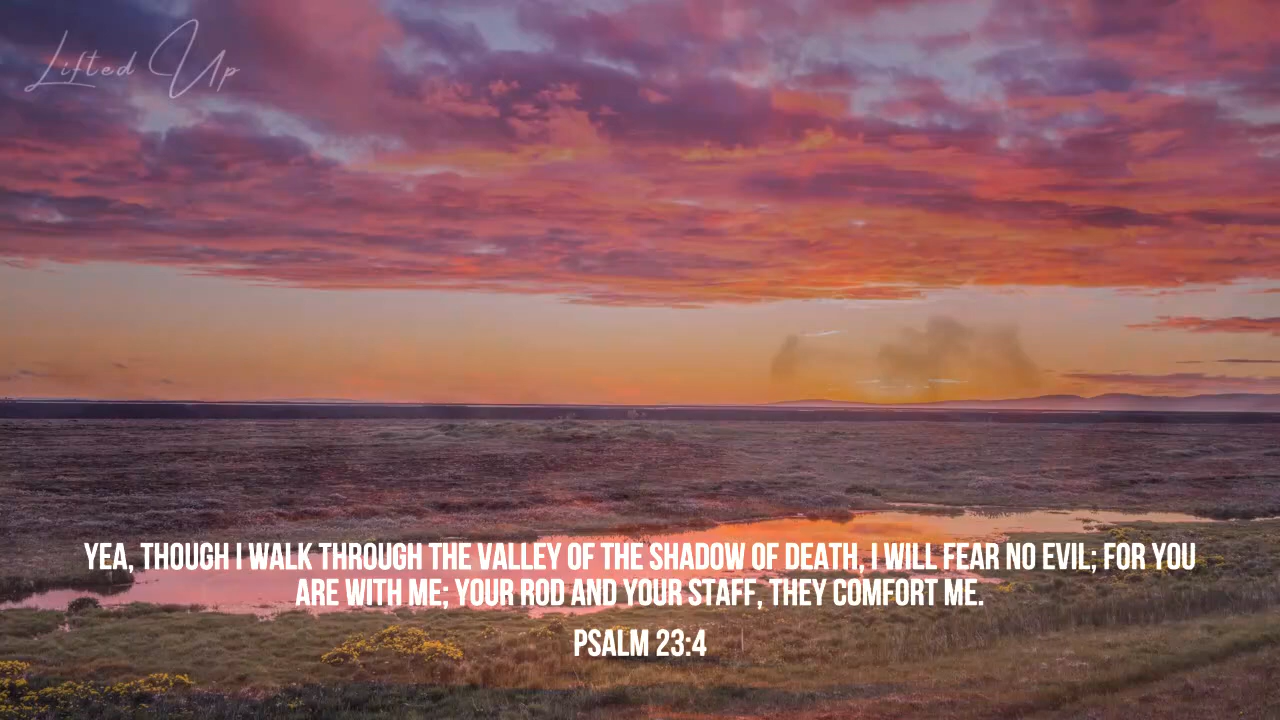 Lifted Up
YEA, THOUGH I WALK THROUGH THE VALLEY OF THE SHADOW OF DEATH, I WILL FEAR NO EVIL; FOR YOU
ARE WITH ME; YOUR ROD AND YOUR STAFF, THEY COMFORT ME.
PSALM 23:4